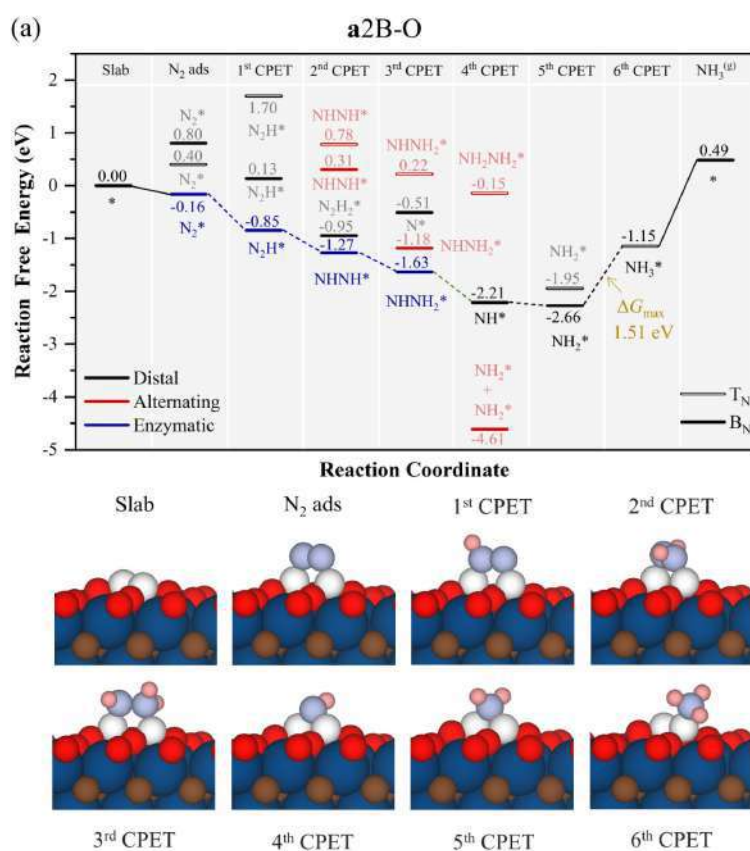 (a)
a2B-O
Slab N₂ ads 1st CPET 2nd CPET 3rd CPET 4th CPET 5th CPET 6th CPET NH₃(g)
Reaction Free Energy (eV)
2
1
0
-1
-2
-3
-4
-5
0.00
*
N₂*
0.80
0.40
N₂*
-0.16
N₂*
1.70
N₂H*
0.13
N₂H*
-0.85
N₂H*
NHNH*
0.78
0.31
NHNH*
N₂H₂*
-0.95
-1.27
NHNH*
NHNH₂*
0.22
-0.51
N*
-1.18
NHNH₂*
-1.63
NHNH₂*
NH₂NH₂*
-0.15
-2.21
NH*
NH₂*
+
NH₂*
-4.61
NH₂*
-1.95
-2.66
NH₂*
-1.15
NH₃*
ΔGmax
1.51 eV
0.49
*
Distal
Alternating
Enzymatic
TN
BN
Reaction Coordinate
Slab N₂ ads 1st CPET 2nd CPET
3rd CPET 4th CPET 5th CPET 6th CPET